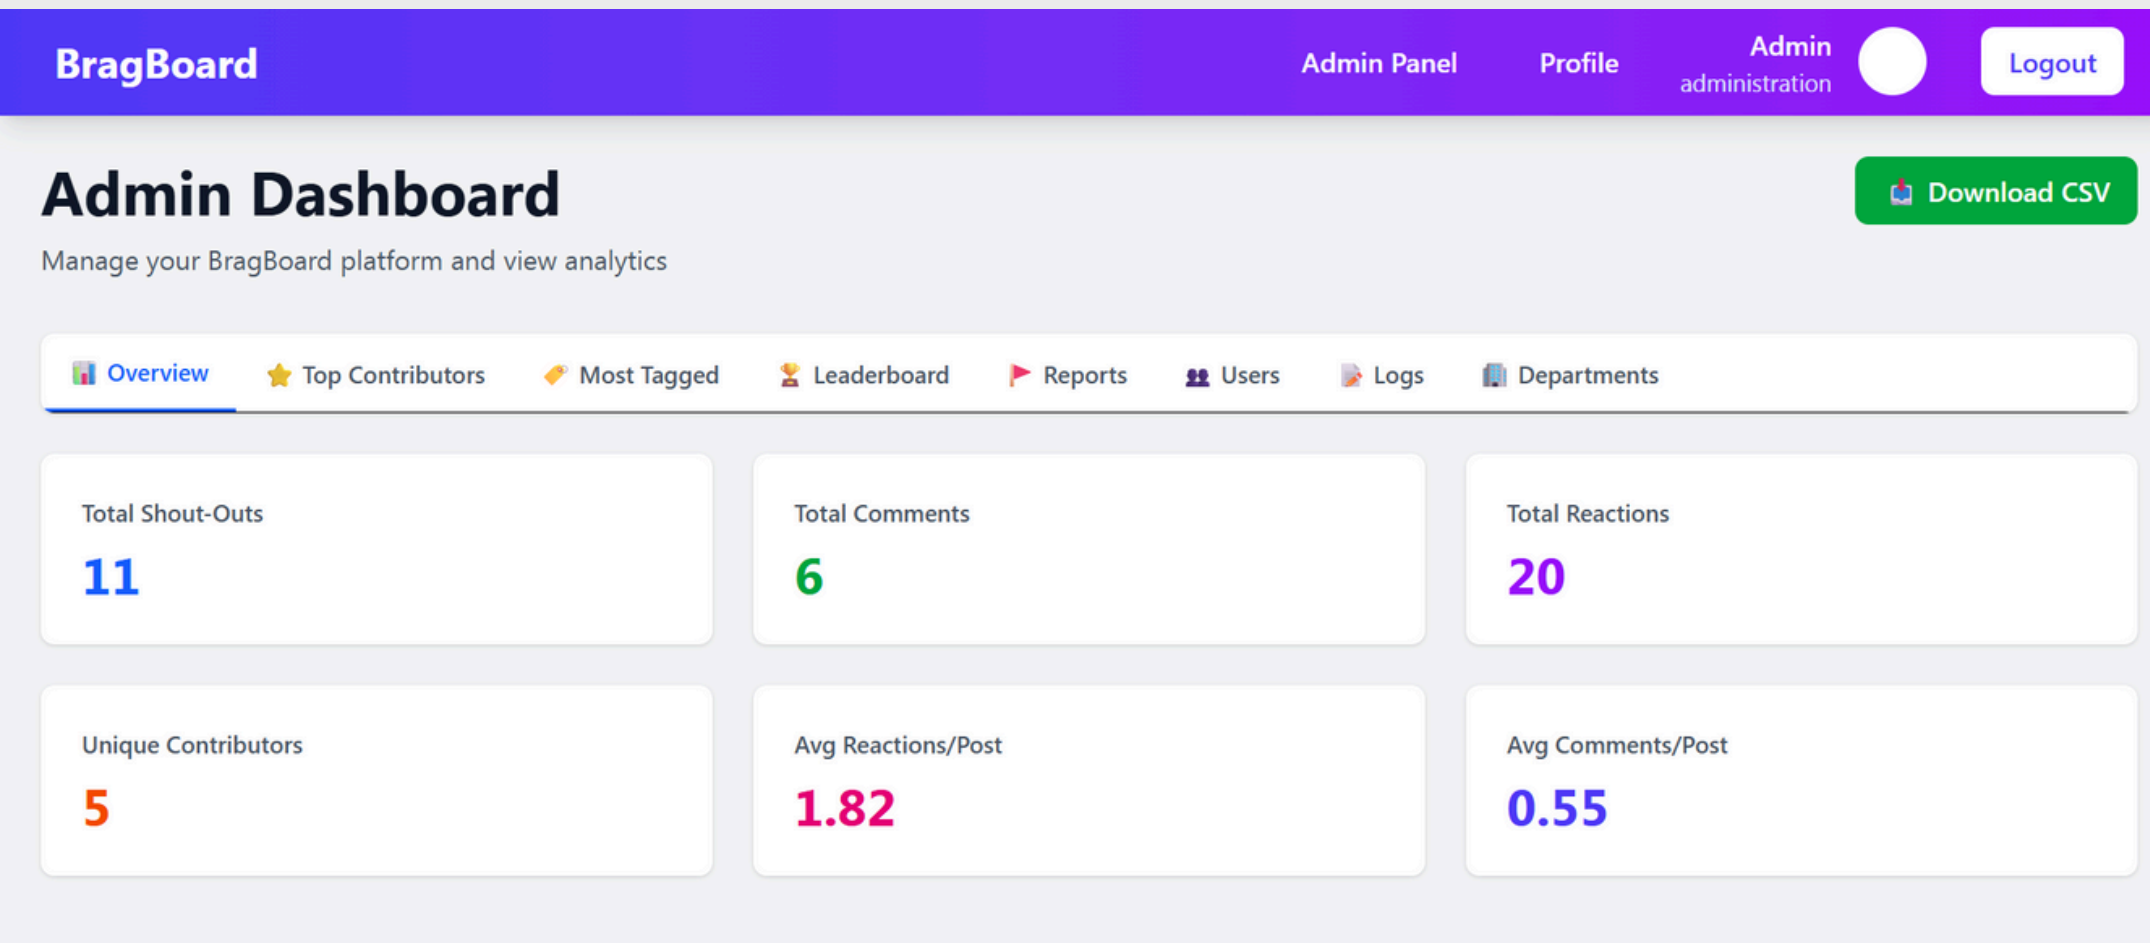 BragBoard
Admin Panel
Profile
Admin
administration
Logout
Admin Dashboard
Download CSV
Manage your BragBoard platform and view analytics
Overview
Top Contributors
Most Tagged
Leaderboard
Reports
Users
Logs
Departments
Total Shout-Outs
11
Total Comments
6
Total Reactions
20
Unique Contributors
5
Avg Reactions/Post
1.82
Avg Comments/Post
0.55